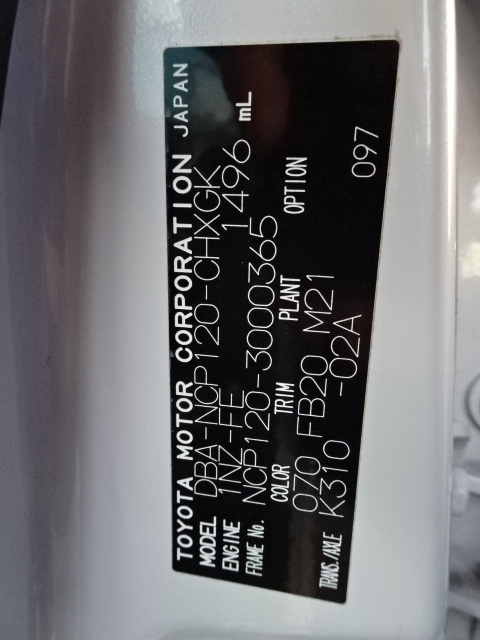 TOYOTA MOTOR CORPORATION JAPAN
MODEL DBA-NCP120-CHXGK
ENGINE 1NZ-FE 1496 mL
FRAME No. NCP120-3000365
COLOR TRIM PLANT OPTION
070 FB20 M21
TRANS./AXLE K310 -02A 097